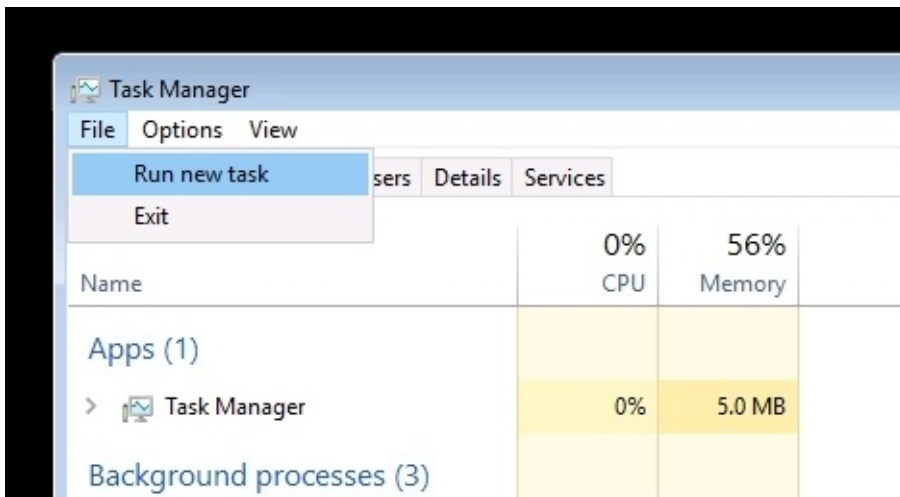 Task Manager
File Options View
Run new task
sers Details Services
Exit
0% 56%
Name CPU Memory
Apps (1)
Task Manager 0% 5.0 MB
Background processes (3)